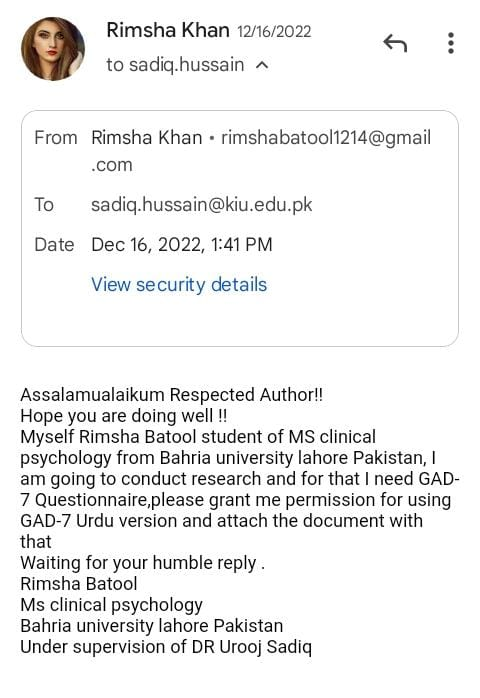 Rimsha Khan 12/16/2022
to sadiq.hussain
From Rimsha Khan • rimshabatool1214@gmail
.com
To sadiq.hussain@kiu.edu.pk
Date Dec 16, 2022, 1:41 PM
View security details
Assalamualaikum Respected Author!!
Hope you are doing well !!
Myself Rimsha Batool student of MS clinical
psychology from Bahria university lahore Pakistan, I
am going to conduct research and for that I need GAD-
7 Questionnaire,please grant me permission for using
GAD-7 Urdu version and attach the document with
that
Waiting for your humble reply .
Rimsha Batool
Ms clinical psychology
Bahria university lahore Pakistan
Under supervision of DR Urooj Sadiq